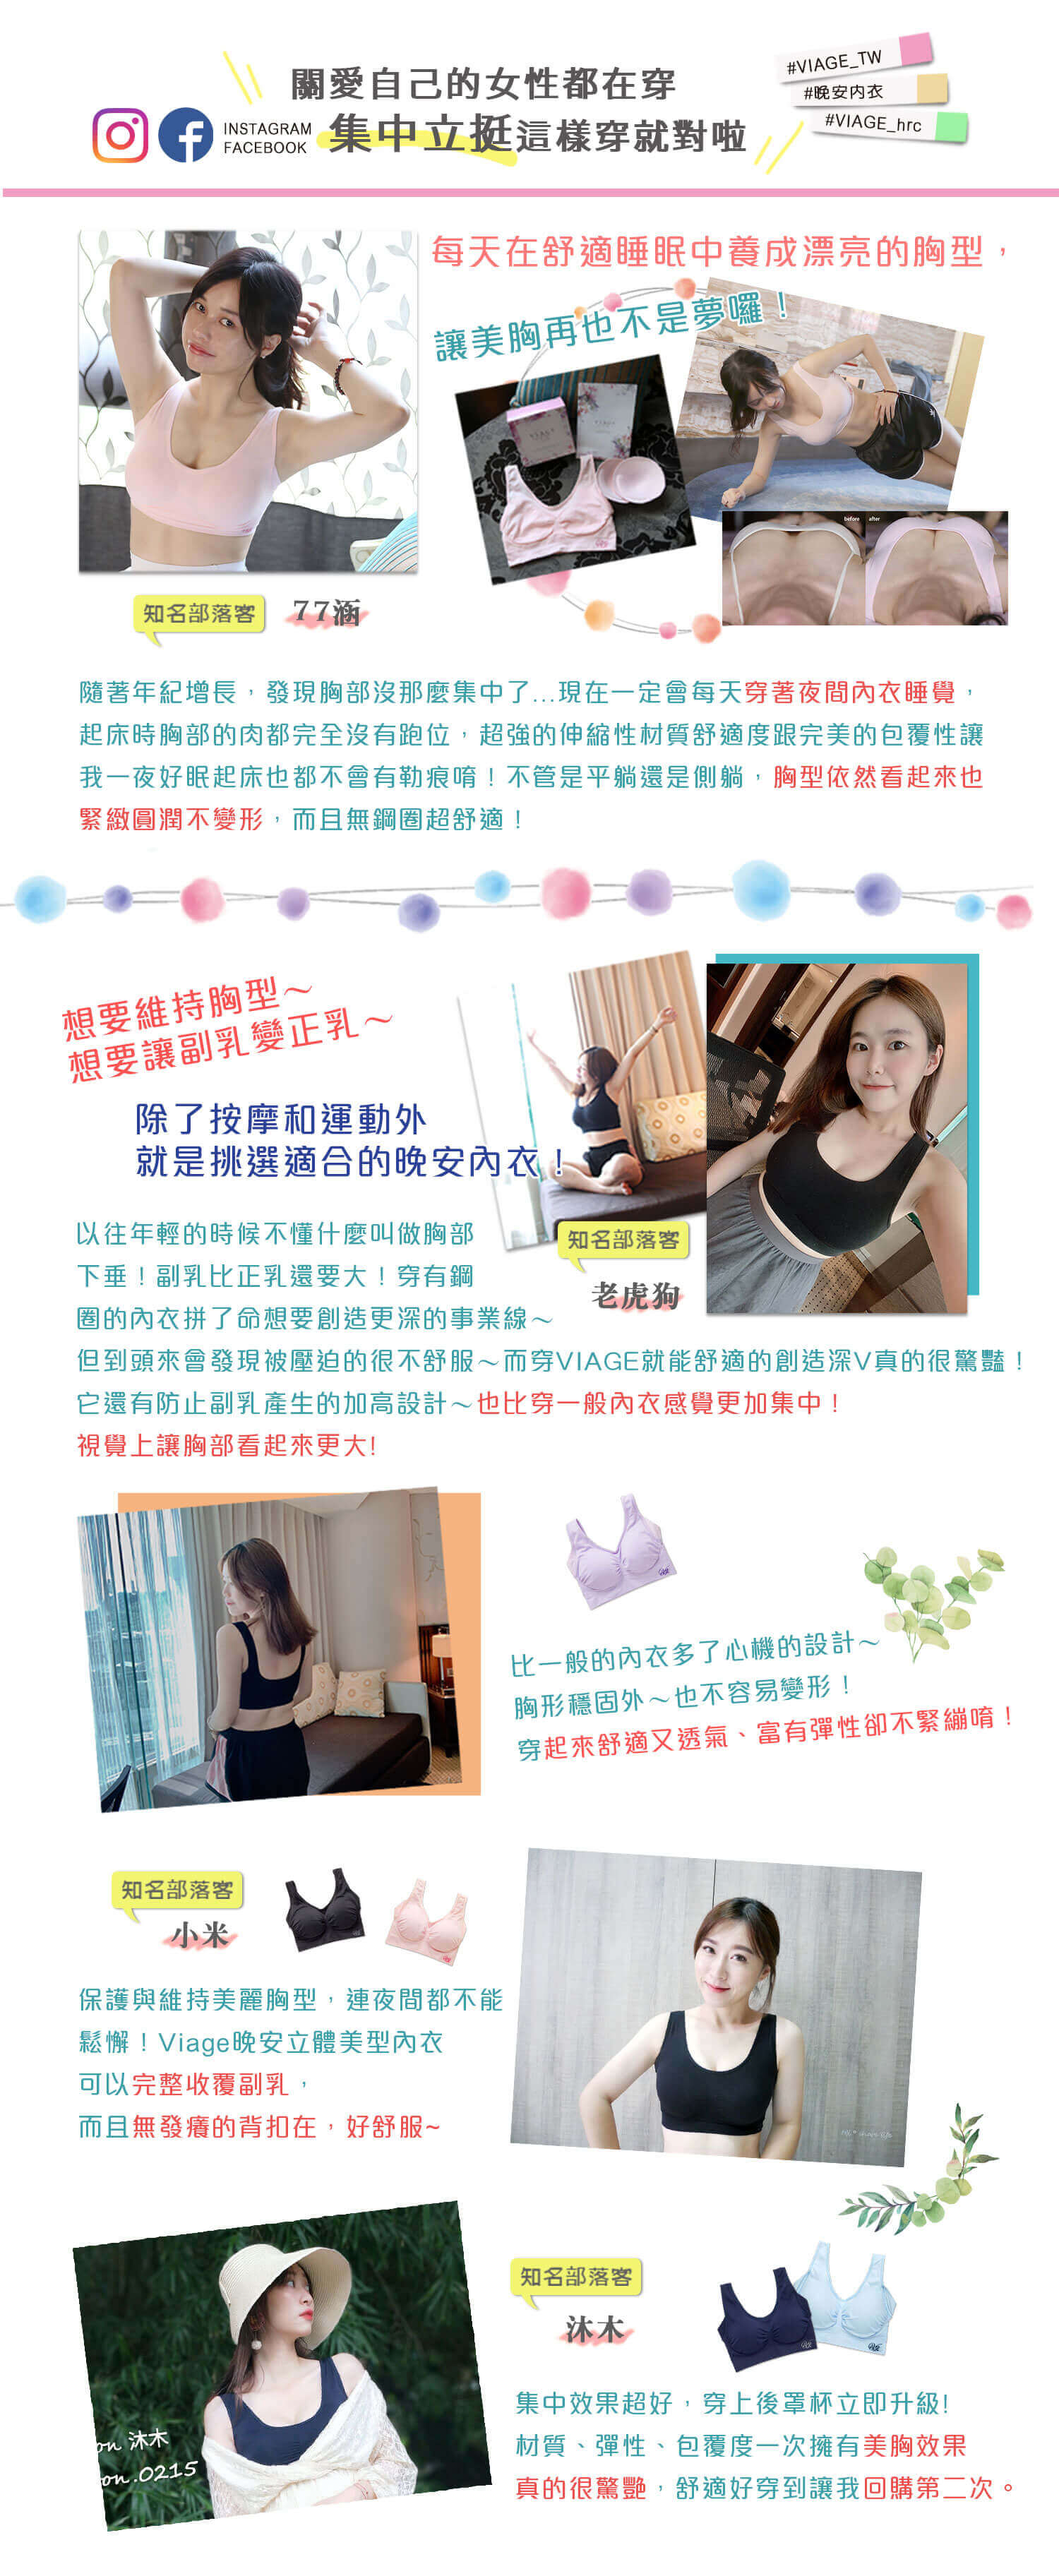 關愛自己的女性都在穿
INSTAGRAM
FACEBOOK
集中立挺這樣穿就對啦
#VIAGE_TW
#晚安內衣
#VIAGE_hrc
每天在舒適睡眠中養成漂亮的胸型，
讓美胸再也不是夢囉！
VIAGE
before after
知名部落客
77涵
隨著年紀增長，發現胸部沒那麼集中了...現在一定會每天穿著夜間內衣睡覺，
起床時胸部的肉都完全沒有跑位，超強的伸縮性材質舒適度跟完美的包覆性讓
我一夜好眠起床也都不會有勒痕唷！不管是平躺還是側躺，胸型依然看起來也
緊緻圓潤不變形，而且無鋼圈超舒適！
想要維持胸型～
想要讓副乳變正乳～
除了按摩和運動外
就是挑選適合的晚安內衣！
知名部落客
老虎狗
以往年輕的時候不懂什麼叫做胸部
下垂！副乳比正乳還要大！穿有鋼
圈的內衣拼了命想要創造更深的事業線～
但到頭來會發現被壓迫的很不舒服～而穿VIAGE就能舒適的創造深V真的很驚豔！
它還有防止副乳產生的加高設計～也比穿一般內衣感覺更加集中！
視覺上讓胸部看起來更大!
比一般的內衣多了心機的設計～
胸形穩固外～也不容易變形！
穿起來舒適又透氣、富有彈性卻不緊繃唷！
知名部落客
小米
保護與維持美麗胸型，連夜間都不能
鬆懈！Viage晚安立體美型內衣
可以完整收覆副乳，
而且無發癢的背扣在，好舒服~
on 沐木
on.0215
知名部落客
沐木
集中效果超好，穿上後罩杯立即升級!
材質、彈性、包覆度一次擁有美胸效果
真的很驚艷，舒適好穿到讓我回購第二次。